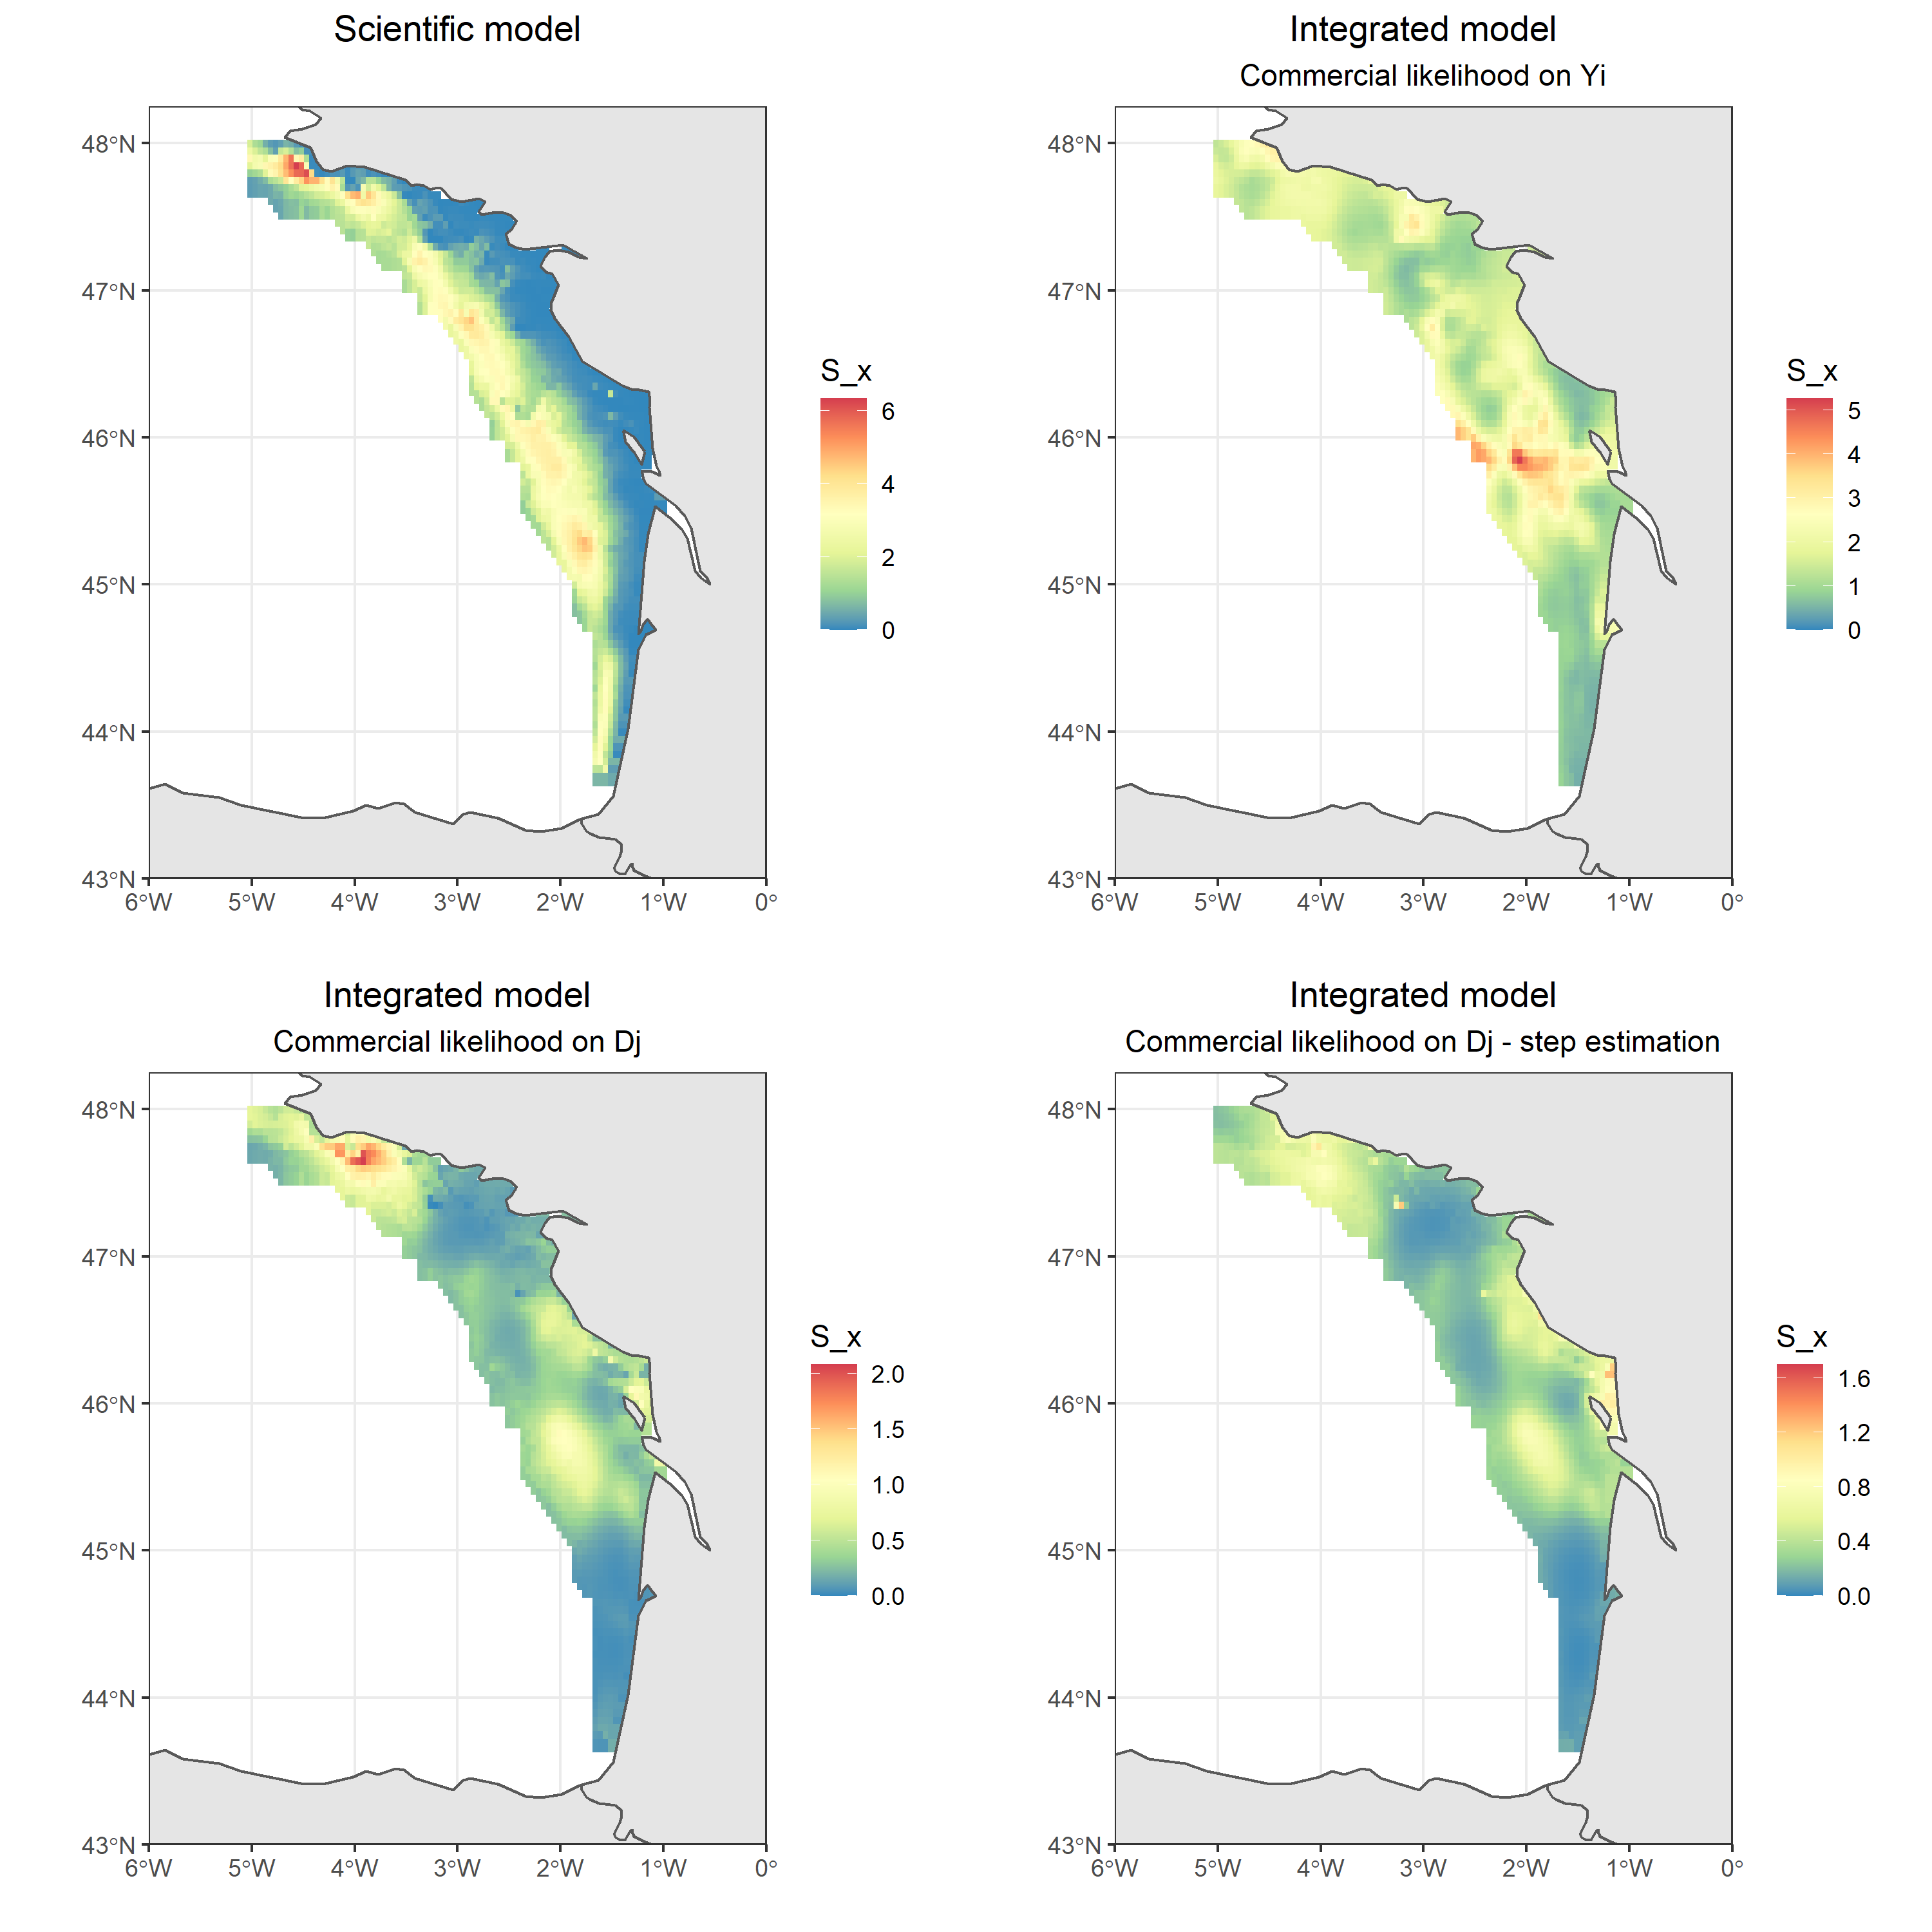 Scientific model
48°N
47°N
46°N
45°N
44°N
43°N
6°W 5°W 4°W 3°W 2°W 1°W 0°
S_x
6
4
2
0
Integrated model
Commercial likelihood on Yi
48°N
47°N
46°N
45°N
44°N
43°N
6°W 5°W 4°W 3°W 2°W 1°W 0°
S_x
5
4
3
2
1
0
Integrated model
Commercial likelihood on Dj
48°N
47°N
46°N
45°N
44°N
43°N
6°W 5°W 4°W 3°W 2°W 1°W 0°
S_x
2.0
1.5
1.0
0.5
0.0
Integrated model
Commercial likelihood on Dj - step estimation
48°N
47°N
46°N
45°N
44°N
43°N
6°W 5°W 4°W 3°W 2°W 1°W 0°
S_x
1.6
1.2
0.8
0.4
0.0